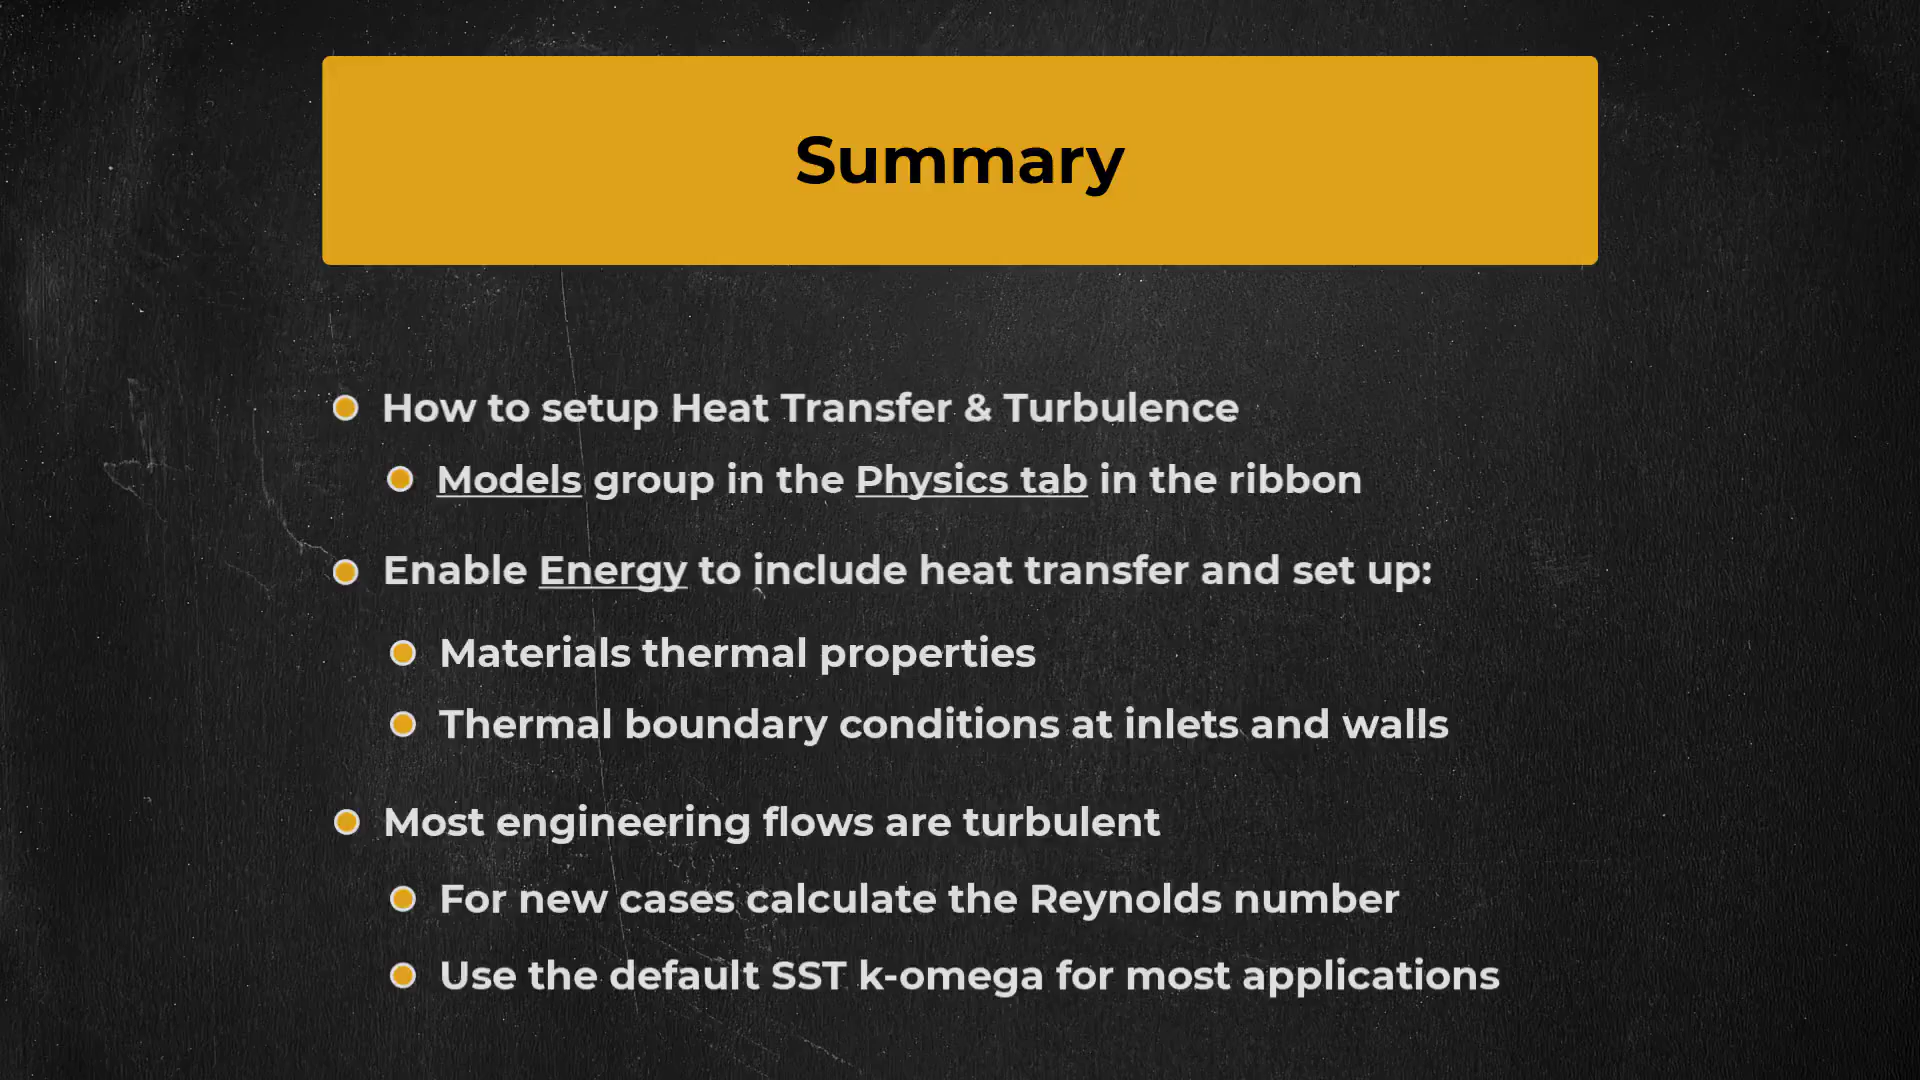 Summary
How to setup Heat Transfer & Turbulence
Models group in the Physics tab in the ribbon
Enable Energy to include heat transfer and set up:
Materials thermal properties
Thermal boundary conditions at inlets and walls
Most engineering flows are turbulent
For new cases calculate the Reynolds number
Use the default SST k-omega for most applications